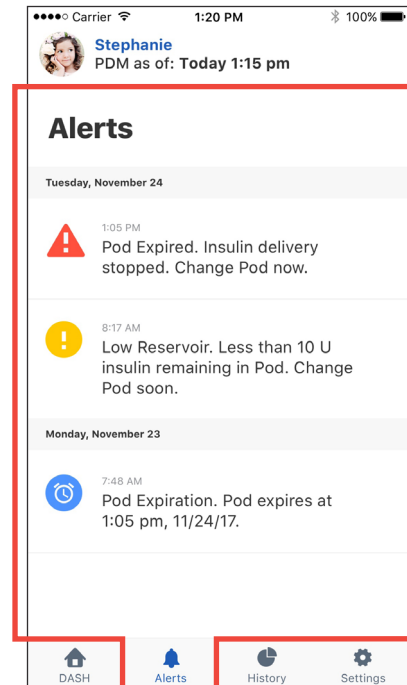 Carrier 1:20 PM 100%
Stephanie
PDM as of: Today 1:15 pm
Alerts
Tuesday, November 24
1:05 PM
Pod Expired. Insulin delivery
stopped. Change Pod now.
8:17 AM
Low Reservoir. Less than 10 U
insulin remaining in Pod. Change
Pod soon.
Monday, November 23
7:48 AM
Pod Expiration. Pod expires at
1:05 pm, 11/24/17.
DASH Alerts History Settings